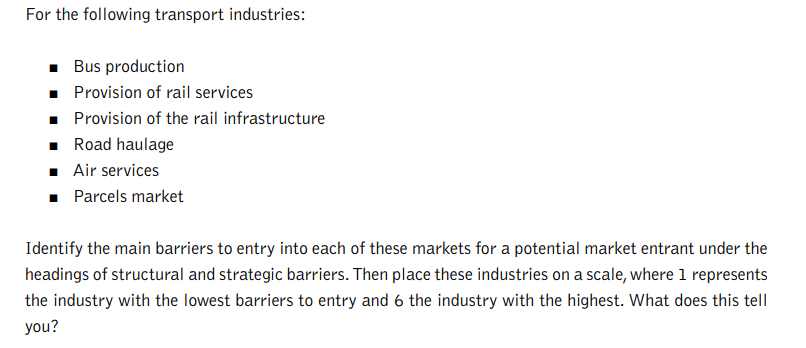 For the following transport industries:
■ Bus production
■ Provision of rail services
■ Provision of the rail infrastructure
■ Road haulage
■ Air services
■ Parcels market
Identify the main barriers to entry into each of these markets for a potential market entrant under the
headings of structural and strategic barriers. Then place these industries on a scale, where 1 represents
the industry with the lowest barriers to entry and 6 the industry with the highest. What does this tell
you?